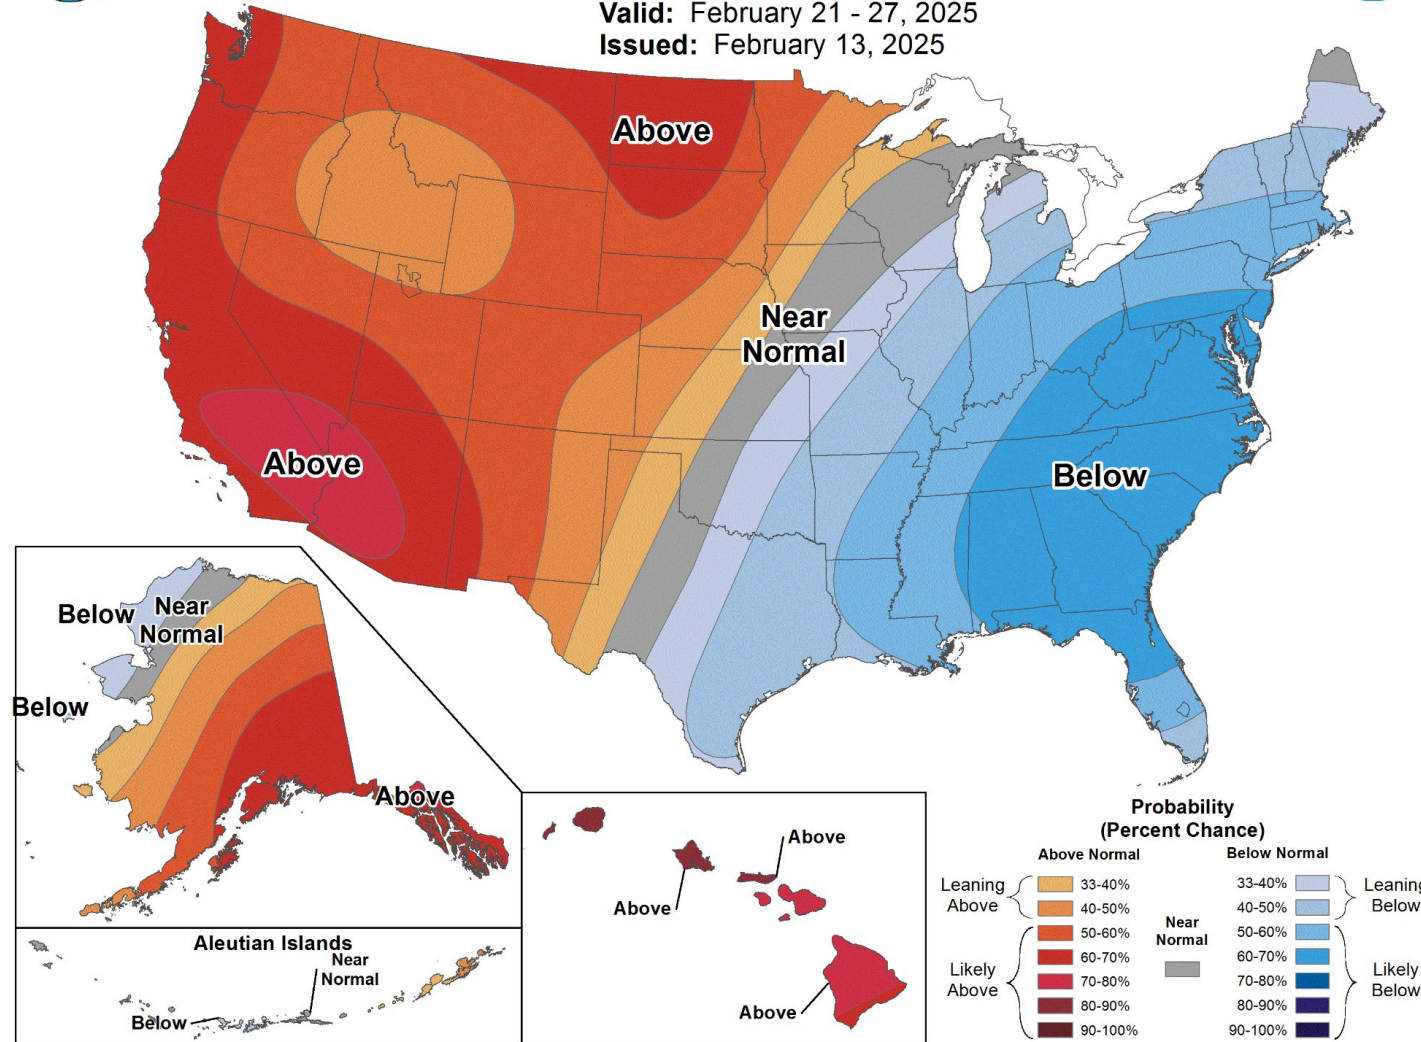 Valid: February 21 - 27, 2025
Issued: February 13, 2025
Above
Near
Normal
Above
Below
Below
Near
Normal
Below
Above
Aleutian Islands
Near
Normal
Below
Above
Above
Above
Probability
(Percent Chance)
Above Normal
Below Normal
Leaning
Above
33-40%
40-50%
Likely
Above
50-60%
60-70%
70-80%
80-90%
90-100%
Near
Normal
33-40%
40-50%
Leaning
Below
50-60%
60-70%
70-80%
80-90%
90-100%
Likely
Below